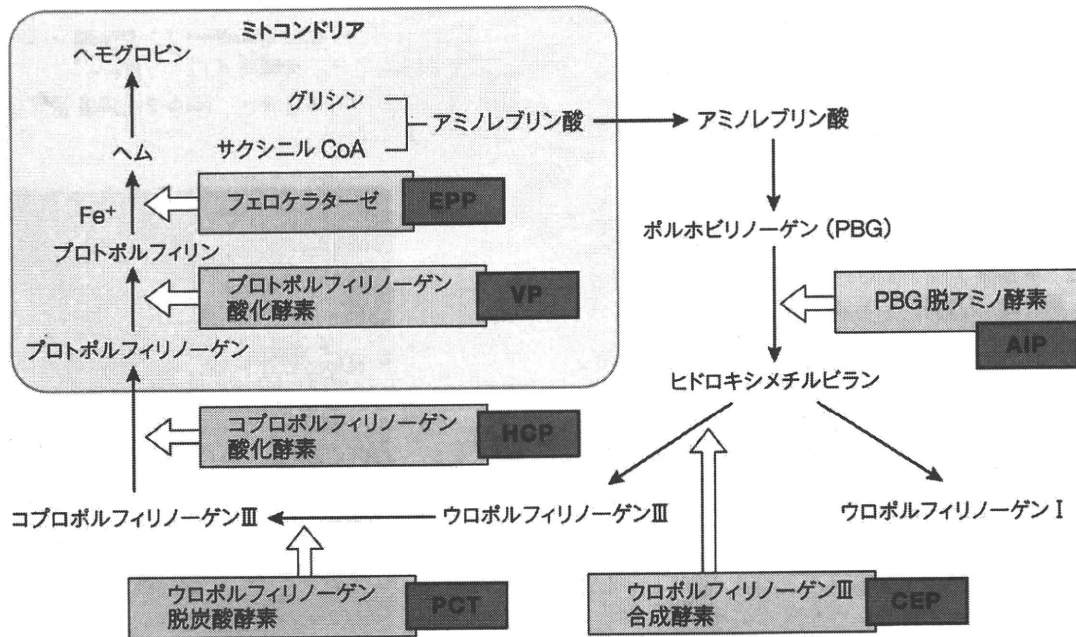 ミトコンドリア
ヘモグロビン
グリシン
アミノレブリン酸
アミノレブリン酸
ヘム
サクシニル CoA
フェロケラターゼ
EPP
Fe⁺
ポルホビリノーゲン (PBG)
プロトポルフィリン
プロトポルフィリノーゲン
酸化酵素
VP
PBG 脱アミノ酵素
AIP
プロトポルフィリノーゲン
ヒドロキシメチルビラン
コプロポルフィリノーゲン
酸化酵素
HCP
コプロポルフィリノーゲンⅢ
ウロポルフィリノーゲンⅢ
ウロポルフィリノーゲンⅠ
ウロポルフィリノーゲン
脱炭酸酵素
PCT
ウロポルフィリノーゲンⅢ
合成酵素
CEP